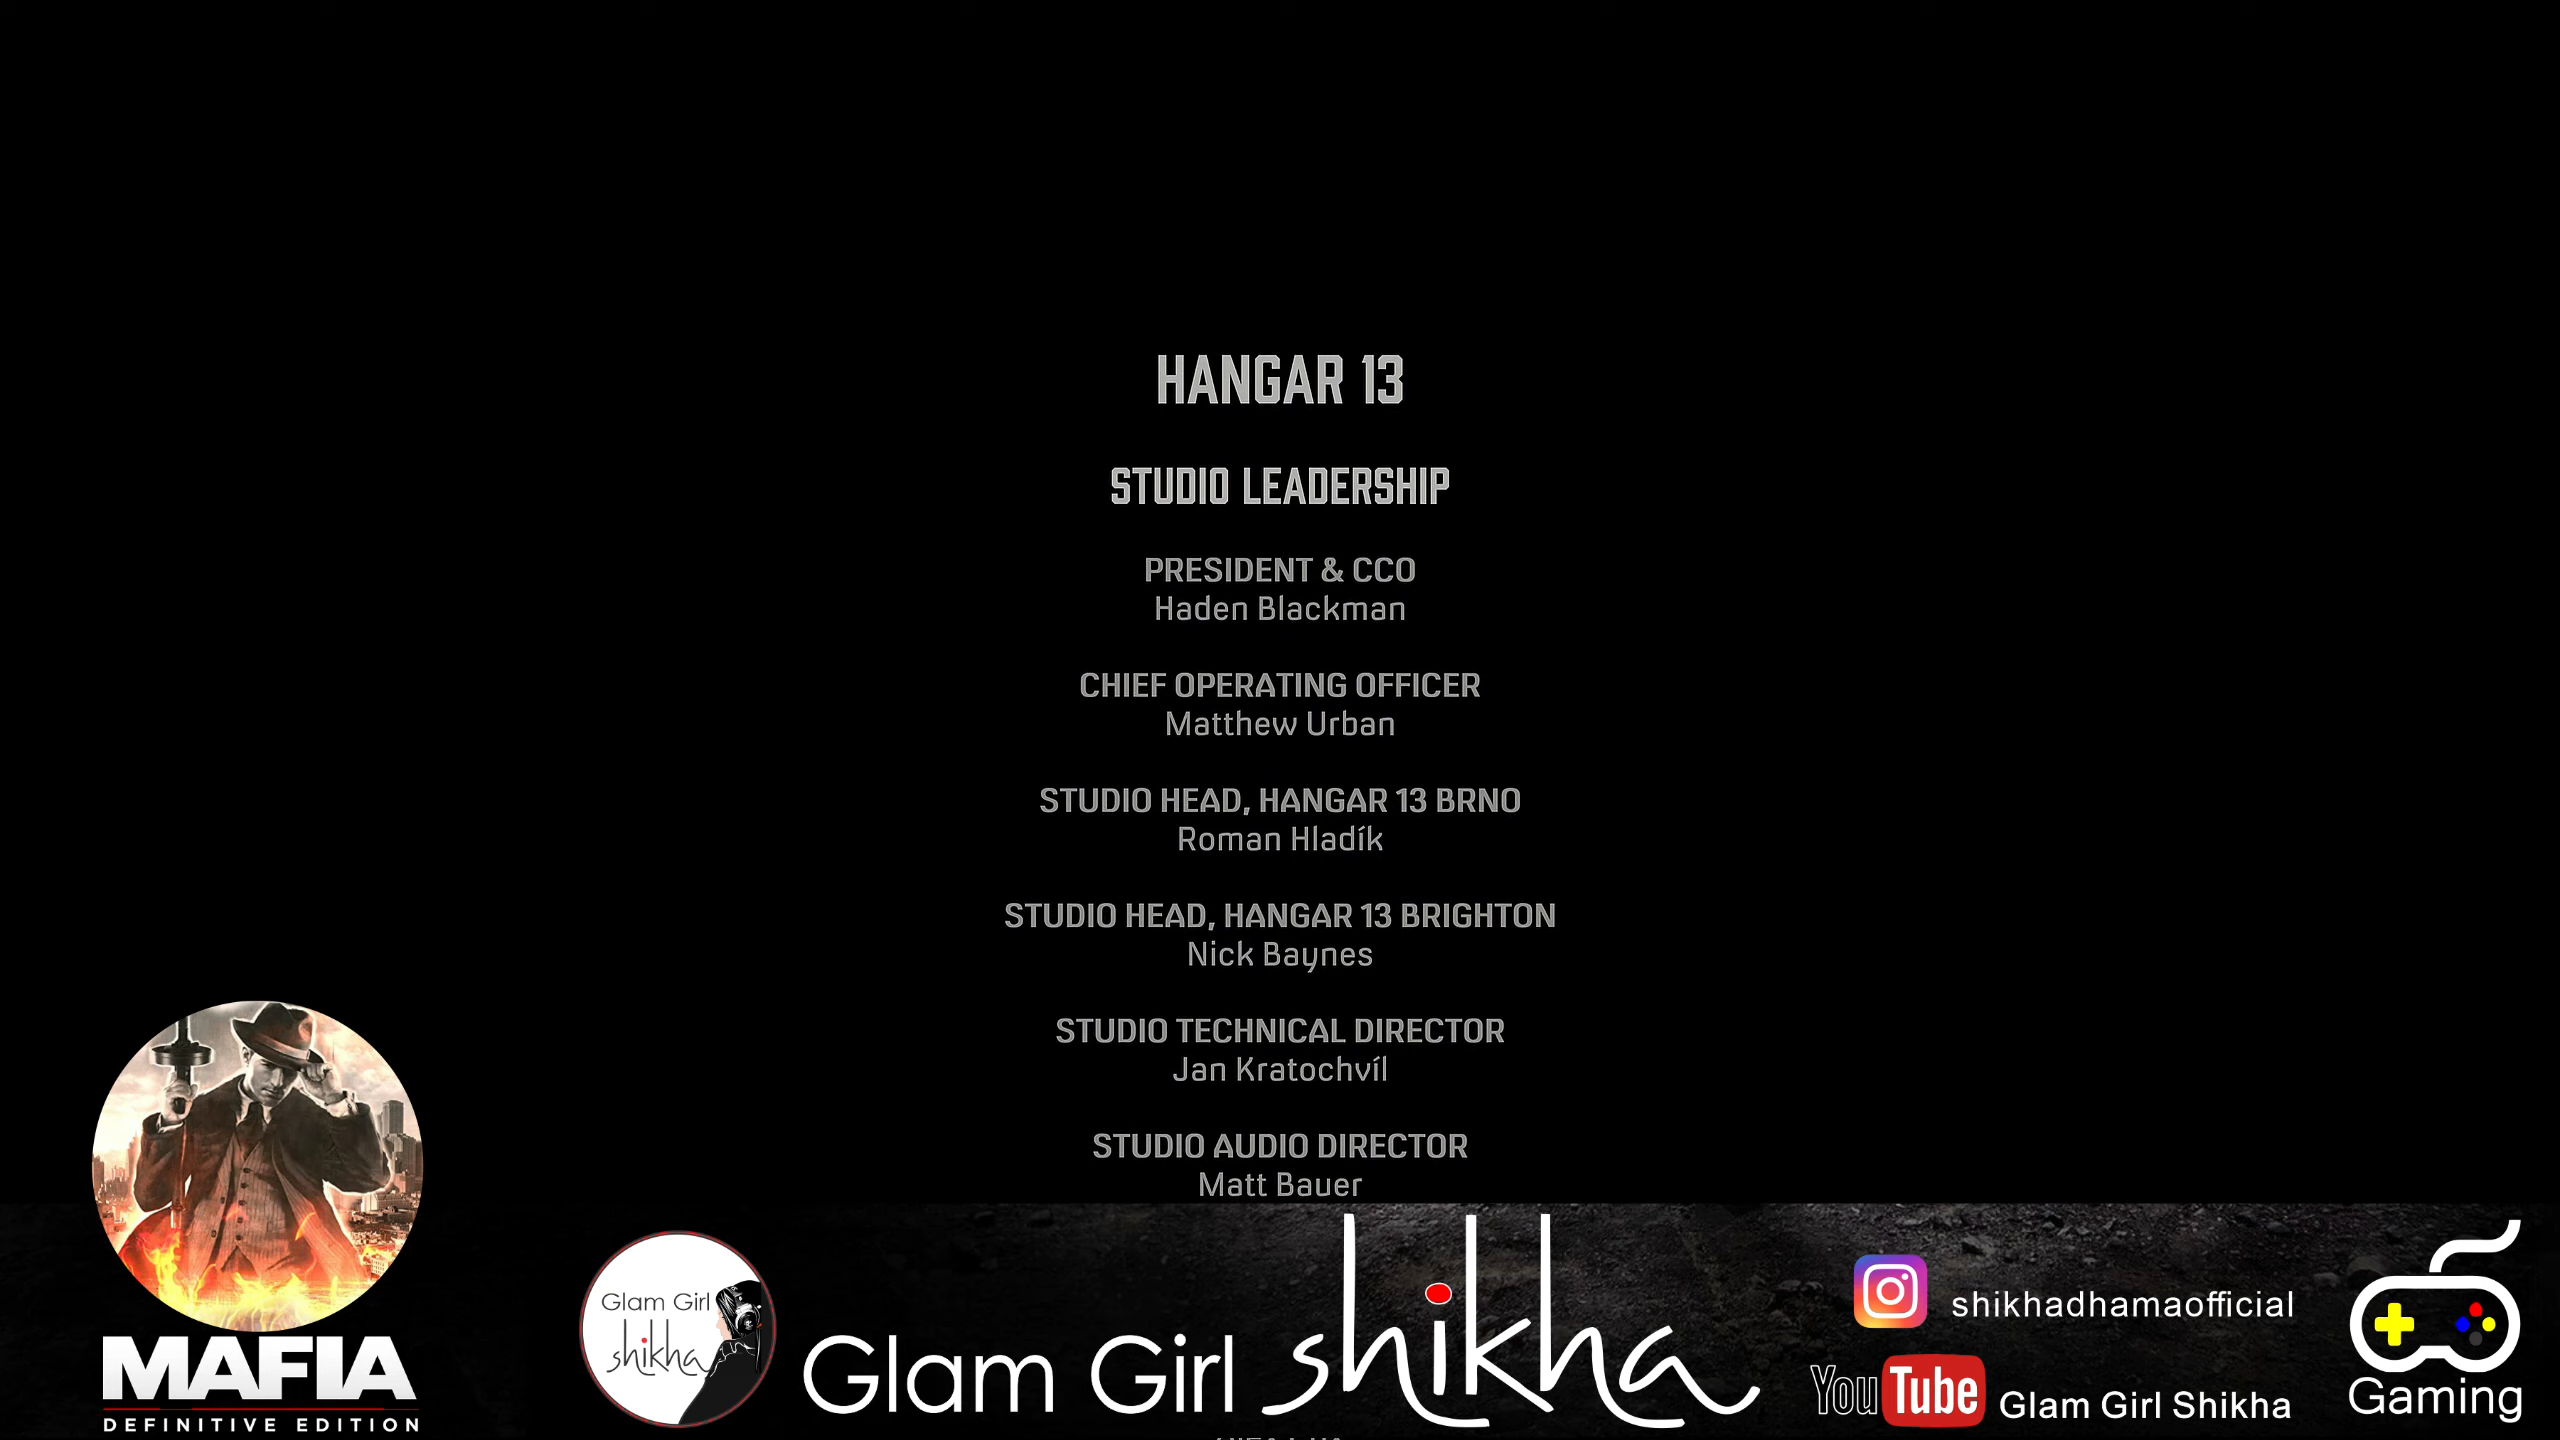 HANGAR 13
STUDIO LEADERSHIP
PRESIDENT & CCO
Haden Blackman
CHIEF OPERATING OFFICER
Matthew Urban
STUDIO HEAD, HANGAR 13 BRNO
Roman Hladík
STUDIO HEAD, HANGAR 13 BRIGHTON
Nick Baynes
STUDIO TECHNICAL DIRECTOR
Jan Kratochvíl
STUDIO AUDIO DIRECTOR
Matt Bauer
MAFIA
DEFINITIVE EDITION
Glam Girl
shikha
Glam Girl shikha
shikhadhamaofficial
YouTube Glam Girl Shikha
Gaming